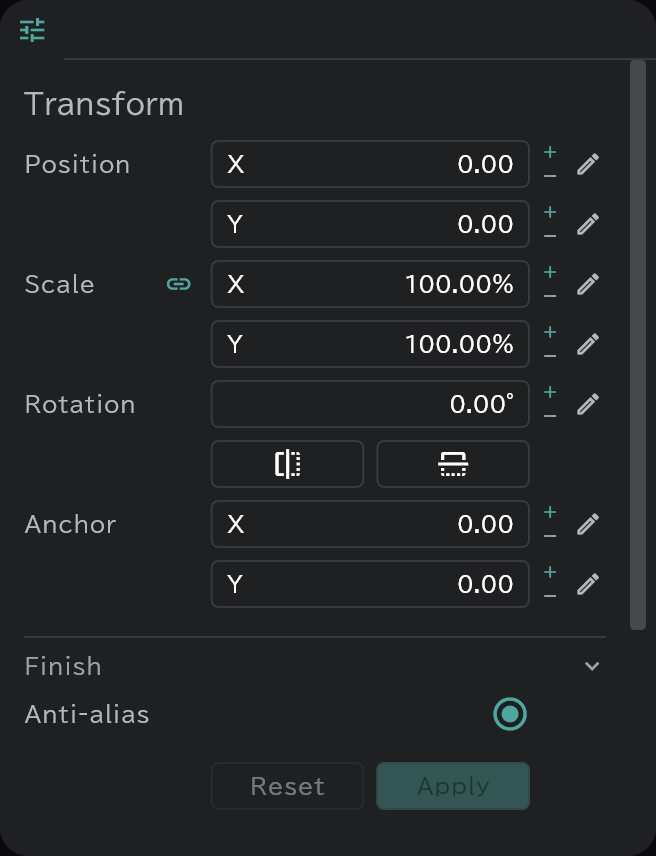 Transform
Position X 0.00
Y 0.00
Scale X 100.00%
Y 100.00%
Rotation 0.00°
Anchor X 0.00
Y 0.00
Finish
Anti-alias
Reset Apply